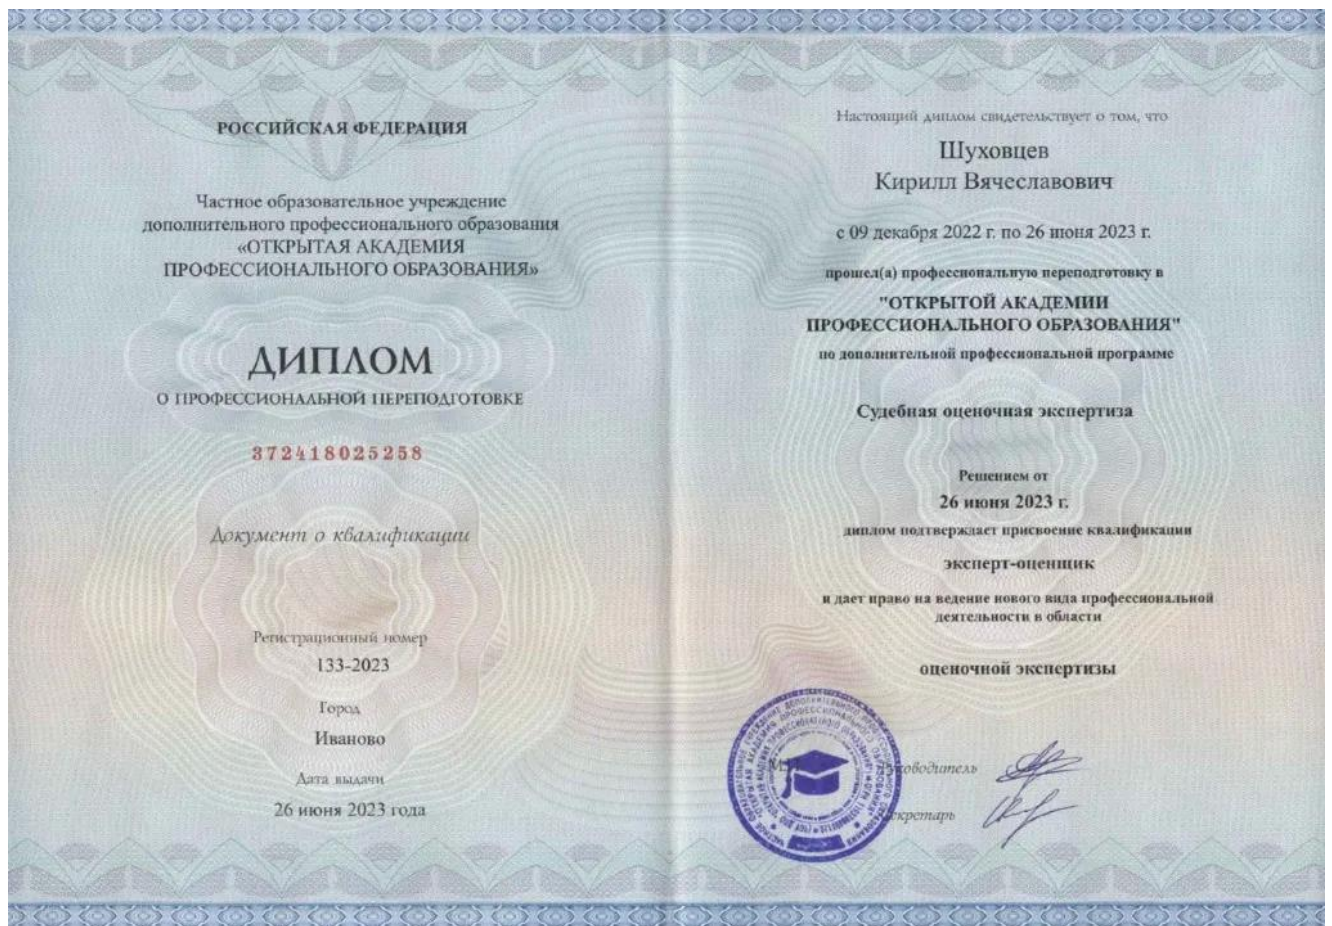 РОССИЙСКАЯ ФЕДЕРАЦИЯ
Частное образовательное учреждение
дополнительного профессионального образования
«ОТКРЫТАЯ АКАДЕМИЯ
ПРОФЕССИОНАЛЬНОГО ОБРАЗОВАНИЯ»
ДИПЛОМ
О ПРОФЕССИОНАЛЬНОЙ ПЕРЕПОДГОТОВКЕ
372418025258
Документ о квалификации
Регистрационный номер
133-2023
Город
Иваново
Дата выдачи
26 июня 2023 года
Настоящий диплом свидетельствует о том, что
Шуховцев
Кирилл Вячеславович
с 09 декабря 2022 г. по 26 июня 2023 г.
прошел(а) профессиональную переподготовку в
"ОТКРЫТОЙ АКАДЕМИИ
ПРОФЕССИОНАЛЬНОГО ОБРАЗОВАНИЯ"
по дополнительной профессиональной программе
Судебная оценочная экспертиза
Решением от
26 июня 2023 г.
диплом подтверждает присвоение квалификации
эксперт-оценщик
и дает право на ведение нового вида профессиональной
деятельности в области
оценочной экспертизы
Руководитель
Секретарь